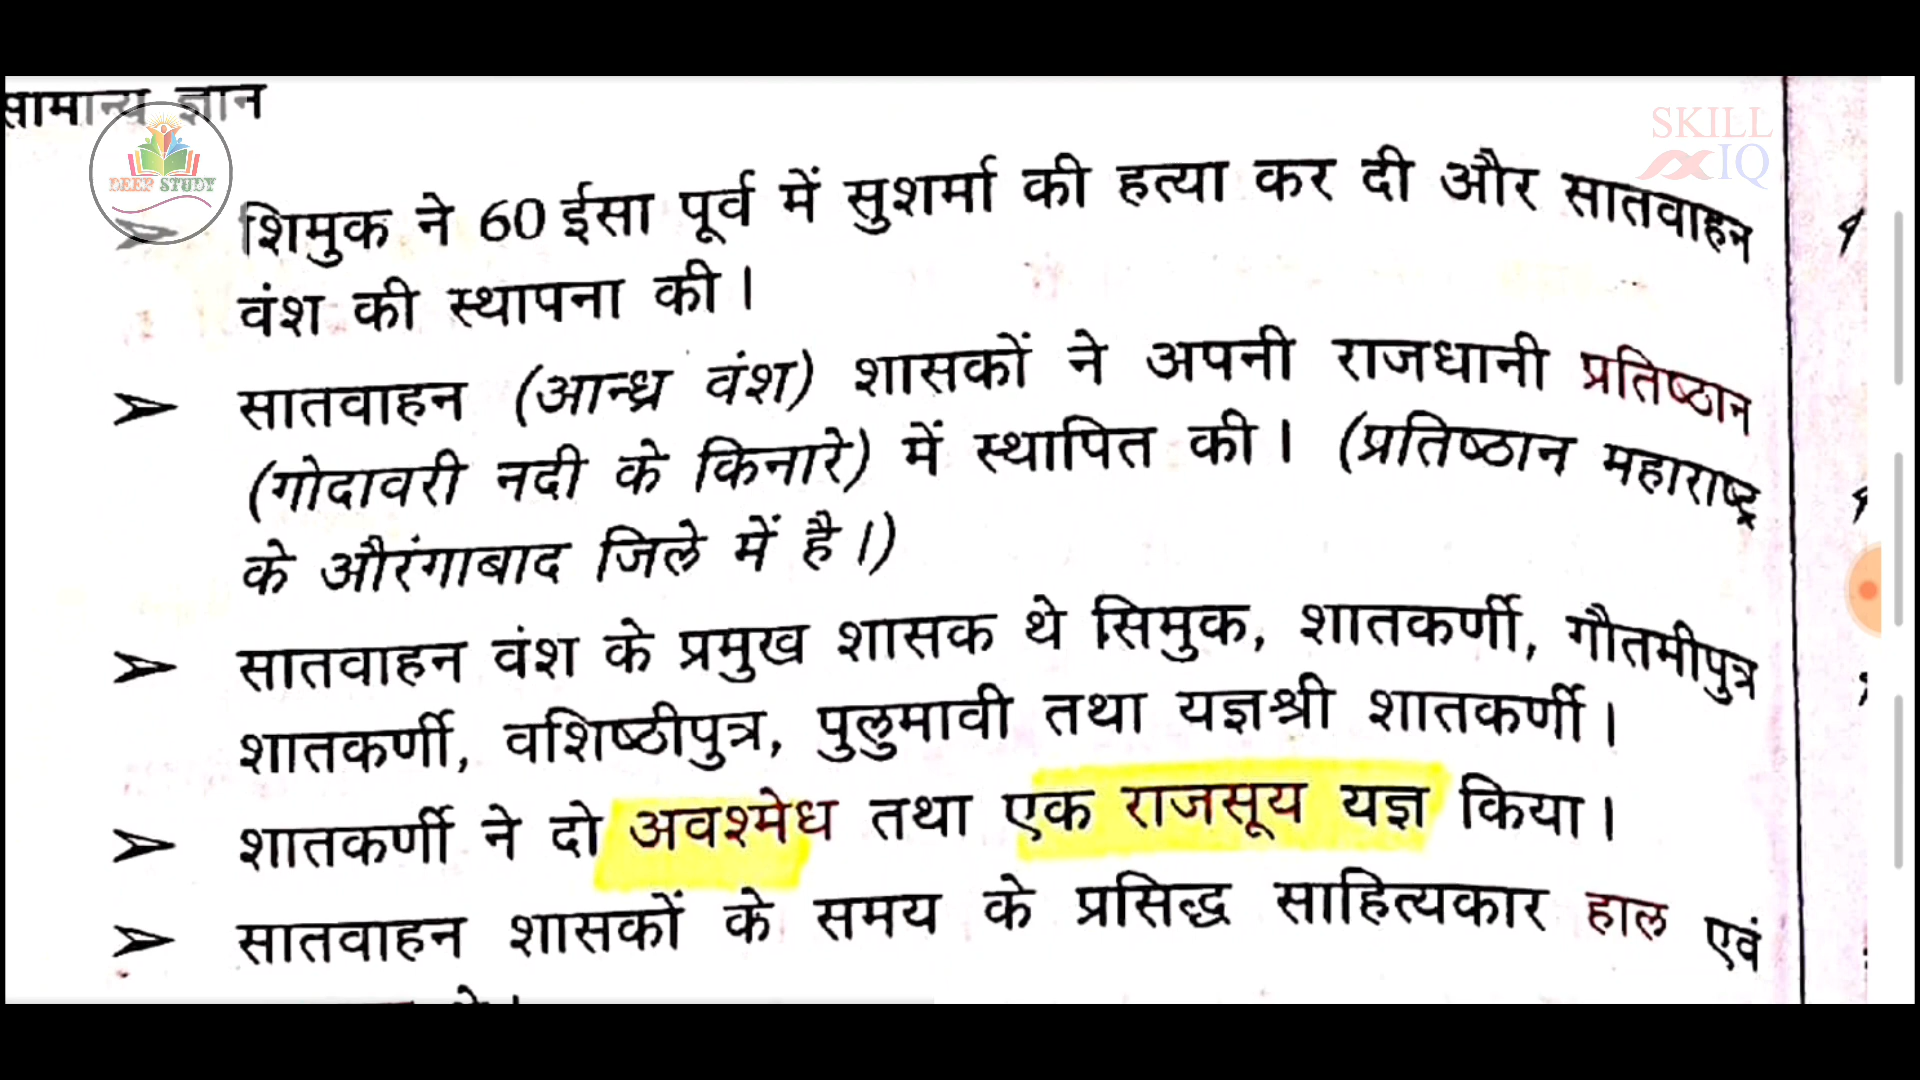 सामान्य ज्ञान
DEEP STUDY
SKILL
IQ
शिमुक ने 60 ईसा पूर्व में सुशर्मा की हत्या कर दी और सातवाहन
वंश की स्थापना की।
सातवाहन (आन्ध्र वंश) शासकों ने अपनी राजधानी प्रतिष्ठान
(गोदावरी नदी के किनारे) में स्थापित की। (प्रतिष्ठान महाराष्ट्र
के औरंगाबाद जिले में है।)
सातवाहन वंश के प्रमुख शासक थे सिमुक, शातकर्णी, गौतमीपुत्र
शातकर्णी, वशिष्ठीपुत्र, पुलुमावी तथा यज्ञश्री शातकर्णी।
शातकर्णी ने दो अवश्मेध तथा एक राजसूय यज्ञ किया।
सातवाहन शासकों के समय के प्रसिद्ध साहित्यकार हाल एवं